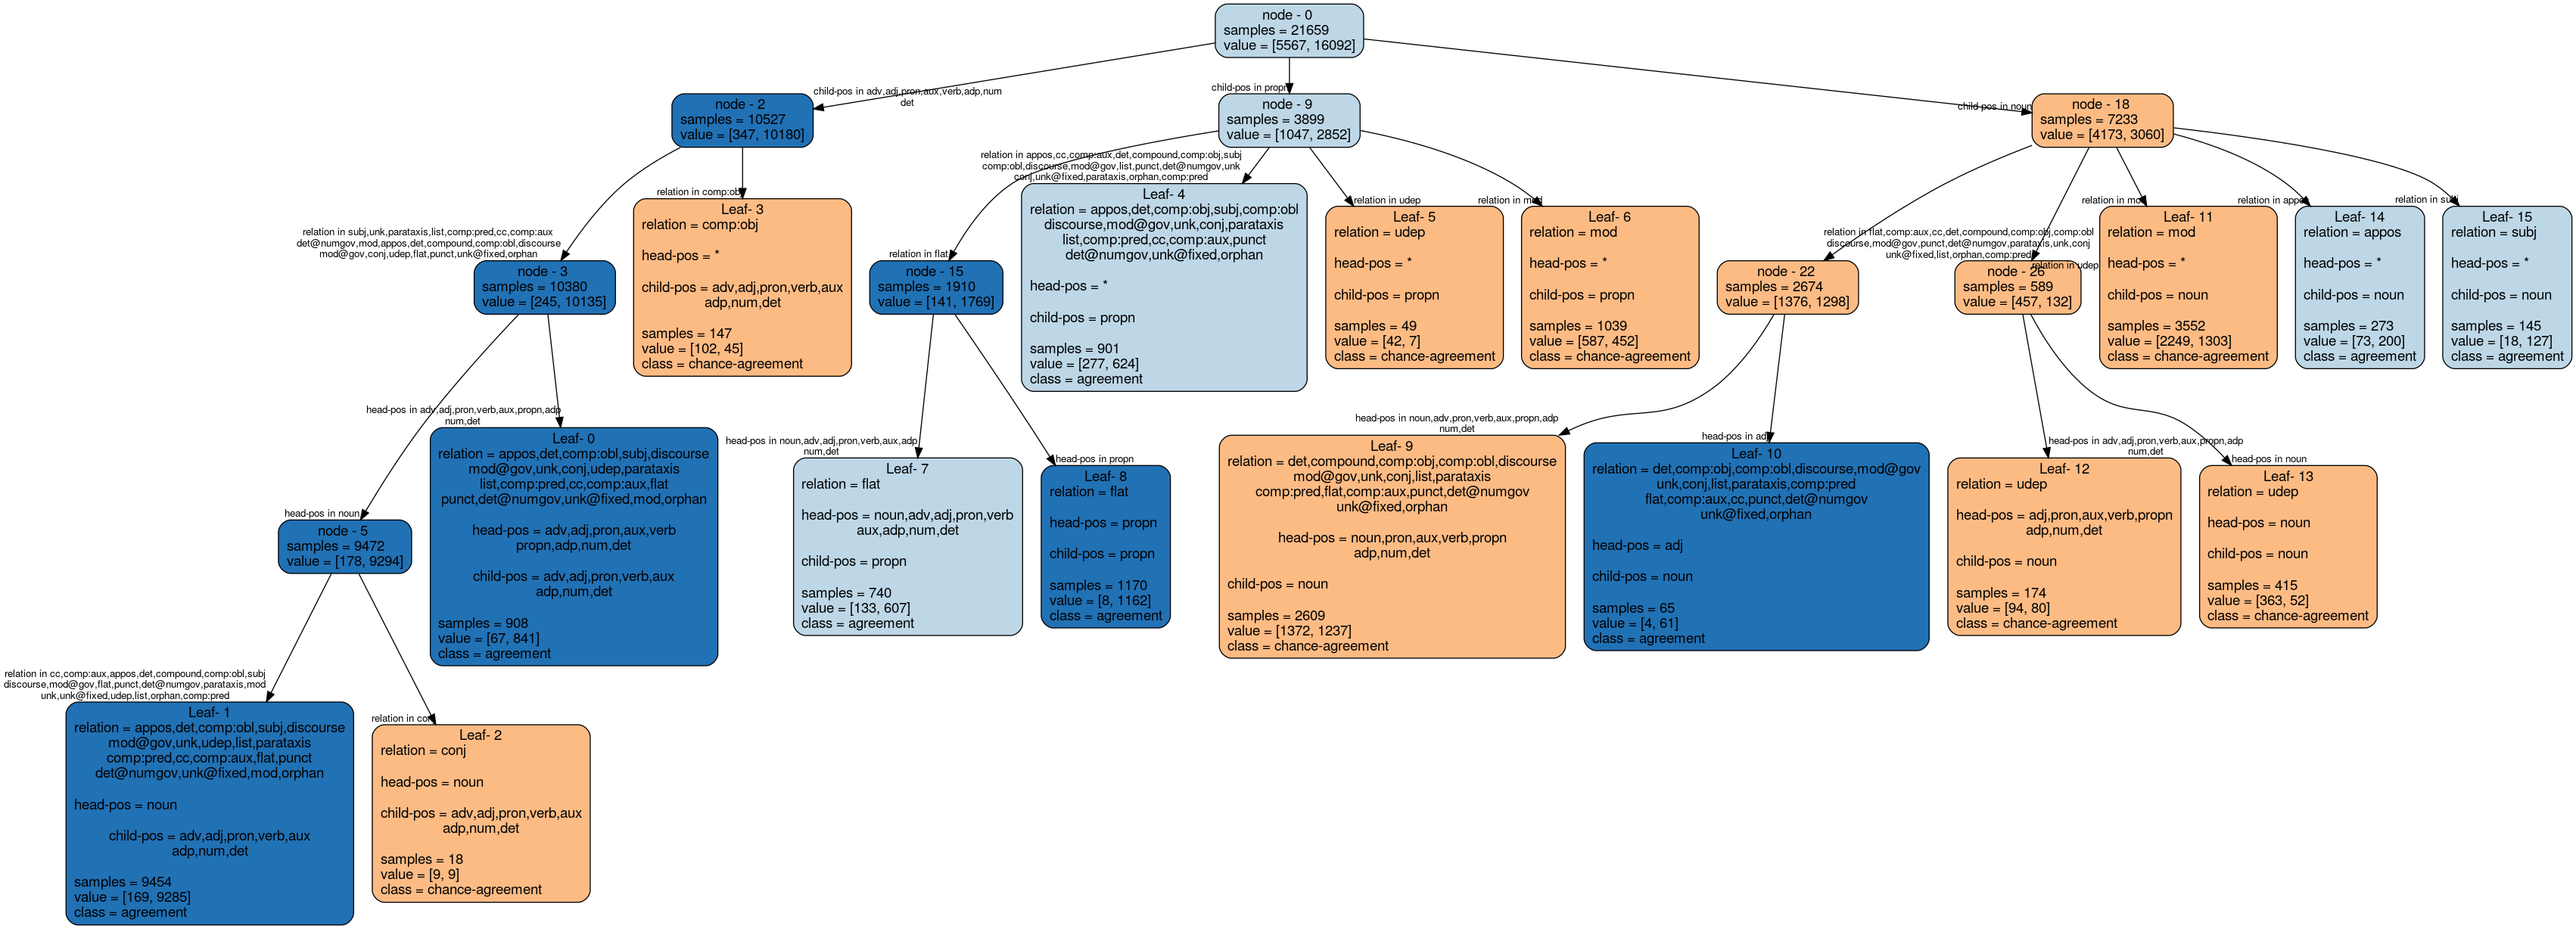 node - 0
samples = 21659
value = [5567, 16092]
child-pos in adv,adj,pron,aux,verb,adp,num
det
child-pos in propn
child-pos in noun
node - 2
samples = 10527
value = [347, 10180]
node - 9
samples = 3899
value = [1047, 2852]
node - 18
samples = 7233
value = [4173, 3060]
relation in subj,unk,parataxis,list,comp:pred,cc,comp:aux
det@numgov,mod,appos,det,compound,comp:obl,discourse
mod@gov,conj,udep,flat,punct,unk@fixed,orphan
relation in comp:obj
relation in flat
relation in appos,cc,comp:aux,det,compound,comp:obj,subj
comp:obl,discourse,mod@gov,list,punct,det@numgov,unk
conj,unk@fixed,parataxis,orphan,comp:pred
relation in udep
relation in mod
relation in flat,comp:aux,cc,det,compound,comp:obj,comp:obl
discourse,mod@gov,punct,det@numgov,parataxis,unk,conj
unk@fixed,list,orphan,comp:pred
relation in udep
relation in mod
relation in appos
relation in subj
node - 3
samples = 10380
value = [245, 10135]
Leaf- 3
relation = comp:obj
head-pos = *
child-pos = adv,adj,pron,verb,aux
adp,num,det
samples = 147
value = [102, 45]
class = chance-agreement
node - 15
samples = 1910
value = [141, 1769]
Leaf- 4
relation = appos,det,comp:obj,subj,comp:obl
discourse,mod@gov,unk,conj,parataxis
list,comp:pred,cc,comp:aux,punct
det@numgov,unk@fixed,orphan
head-pos = *
child-pos = propn
samples = 901
value = [277, 624]
class = agreement
Leaf- 5
relation = udep
head-pos = *
child-pos = propn
samples = 49
value = [42, 7]
class = chance-agreement
Leaf- 6
relation = mod
head-pos = *
child-pos = propn
samples = 1039
value = [587, 452]
class = chance-agreement
node - 22
samples = 2674
value = [1376, 1298]
node - 26
samples = 589
value = [457, 132]
Leaf- 11
relation = mod
head-pos = *
child-pos = noun
samples = 3552
value = [2249, 1303]
class = chance-agreement
Leaf- 14
relation = appos
head-pos = *
child-pos = noun
samples = 273
value = [73, 200]
class = agreement
Leaf- 15
relation = subj
head-pos = *
child-pos = noun
samples = 145
value = [18, 127]
class = agreement
head-pos in noun
head-pos in adv,adj,pron,verb,aux,propn,adp
num,det
head-pos in noun,adv,adj,pron,verb,aux,adp
num,det
head-pos in propn
head-pos in noun,adv,pron,verb,aux,propn,adp
num,det
head-pos in adj
head-pos in adv,adj,pron,verb,aux,propn,adp
num,det
head-pos in noun
node - 5
samples = 9472
value = [178, 9294]
Leaf- 0
relation = appos,det,comp:obl,subj,discourse
mod@gov,unk,conj,udep,parataxis
list,comp:pred,cc,comp:aux,flat
punct,det@numgov,unk@fixed,mod,orphan
head-pos = adv,adj,pron,aux,verb
propn,adp,num,det
child-pos = adv,adj,pron,verb,aux
adp,num,det
samples = 908
value = [67, 841]
class = agreement
Leaf- 7
relation = flat
head-pos = noun,adv,adj,pron,verb
aux,adp,num,det
child-pos = propn
samples = 740
value = [133, 607]
class = agreement
Leaf- 8
relation = flat
head-pos = propn
child-pos = propn
samples = 1170
value = [8, 1162]
class = agreement
Leaf- 9
relation = det,compound,comp:obj,comp:obl,discourse
mod@gov,unk,conj,list,parataxis
comp:pred,flat,comp:aux,punct,det@numgov
unk@fixed,orphan
head-pos = noun,pron,aux,verb,propn
adp,num,det
child-pos = noun
samples = 2609
value = [1372, 1237]
class = chance-agreement
Leaf- 10
relation = det,comp:obj,comp:obl,discourse,mod@gov
unk,conj,list,parataxis,comp:pred
flat,comp:aux,cc,punct,det@numgov
unk@fixed,orphan
head-pos = adj
child-pos = noun
samples = 65
value = [4, 61]
class = agreement
Leaf- 12
relation = udep
head-pos = adj,pron,aux,verb,propn
adp,num,det
child-pos = noun
samples = 174
value = [94, 80]
class = chance-agreement
Leaf- 13
relation = udep
head-pos = noun
child-pos = noun
samples = 415
value = [363, 52]
class = chance-agreement
relation in cc,comp:aux,appos,det,compound,comp:obl,subj
discourse,mod@gov,flat,punct,det@numgov,parataxis,mod
unk,unk@fixed,udep,list,orphan,comp:pred
relation in conj
Leaf- 1
relation = appos,det,comp:obl,subj,discourse
mod@gov,unk,udep,list,parataxis
comp:pred,cc,comp:aux,flat,punct
det@numgov,unk@fixed,mod,orphan
head-pos = noun
child-pos = adv,adj,pron,verb,aux
adp,num,det
samples = 9454
value = [169, 9285]
class = agreement
Leaf- 2
relation = conj
head-pos = noun
child-pos = adv,adj,pron,verb,aux
adp,num,det
samples = 18
value = [9, 9]
class = chance-agreement